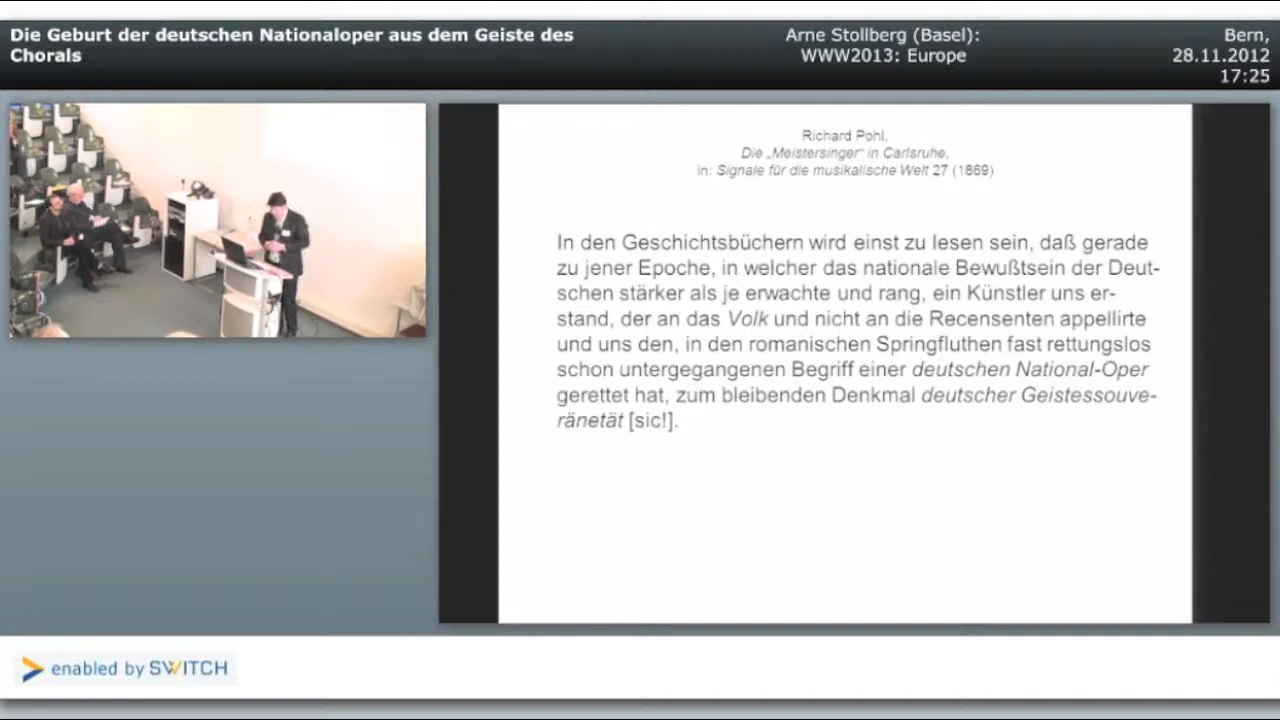 Die Geburt der deutschen Nationaloper aus dem Geiste des
Chorals
Arne Stollberg (Basel):
WWW2013: Europe
Bern,
28.11.2012
17:25
Richard Pohl,
Die „Meistersinger“ in Carlsruhe,
in: Signale für die musikalische Welt 27 (1869)
In den Geschichtsbüchern wird einst zu lesen sein, daß gerade
zu jener Epoche, in welcher das nationale Bewußtsein der Deut-
schen stärker als je erwachte und rang, ein Künstler uns er-
stand, der an das Volk und nicht an die Recensenten appellirte
und uns den, in den romanischen Springfluthen fast rettungslos
schon untergegangenen Begriff einer deutschen National-Oper
gerettet hat, zum bleibenden Denkmal deutscher Geistessouve-
ränetät [sic!].
enabled by SWITCH